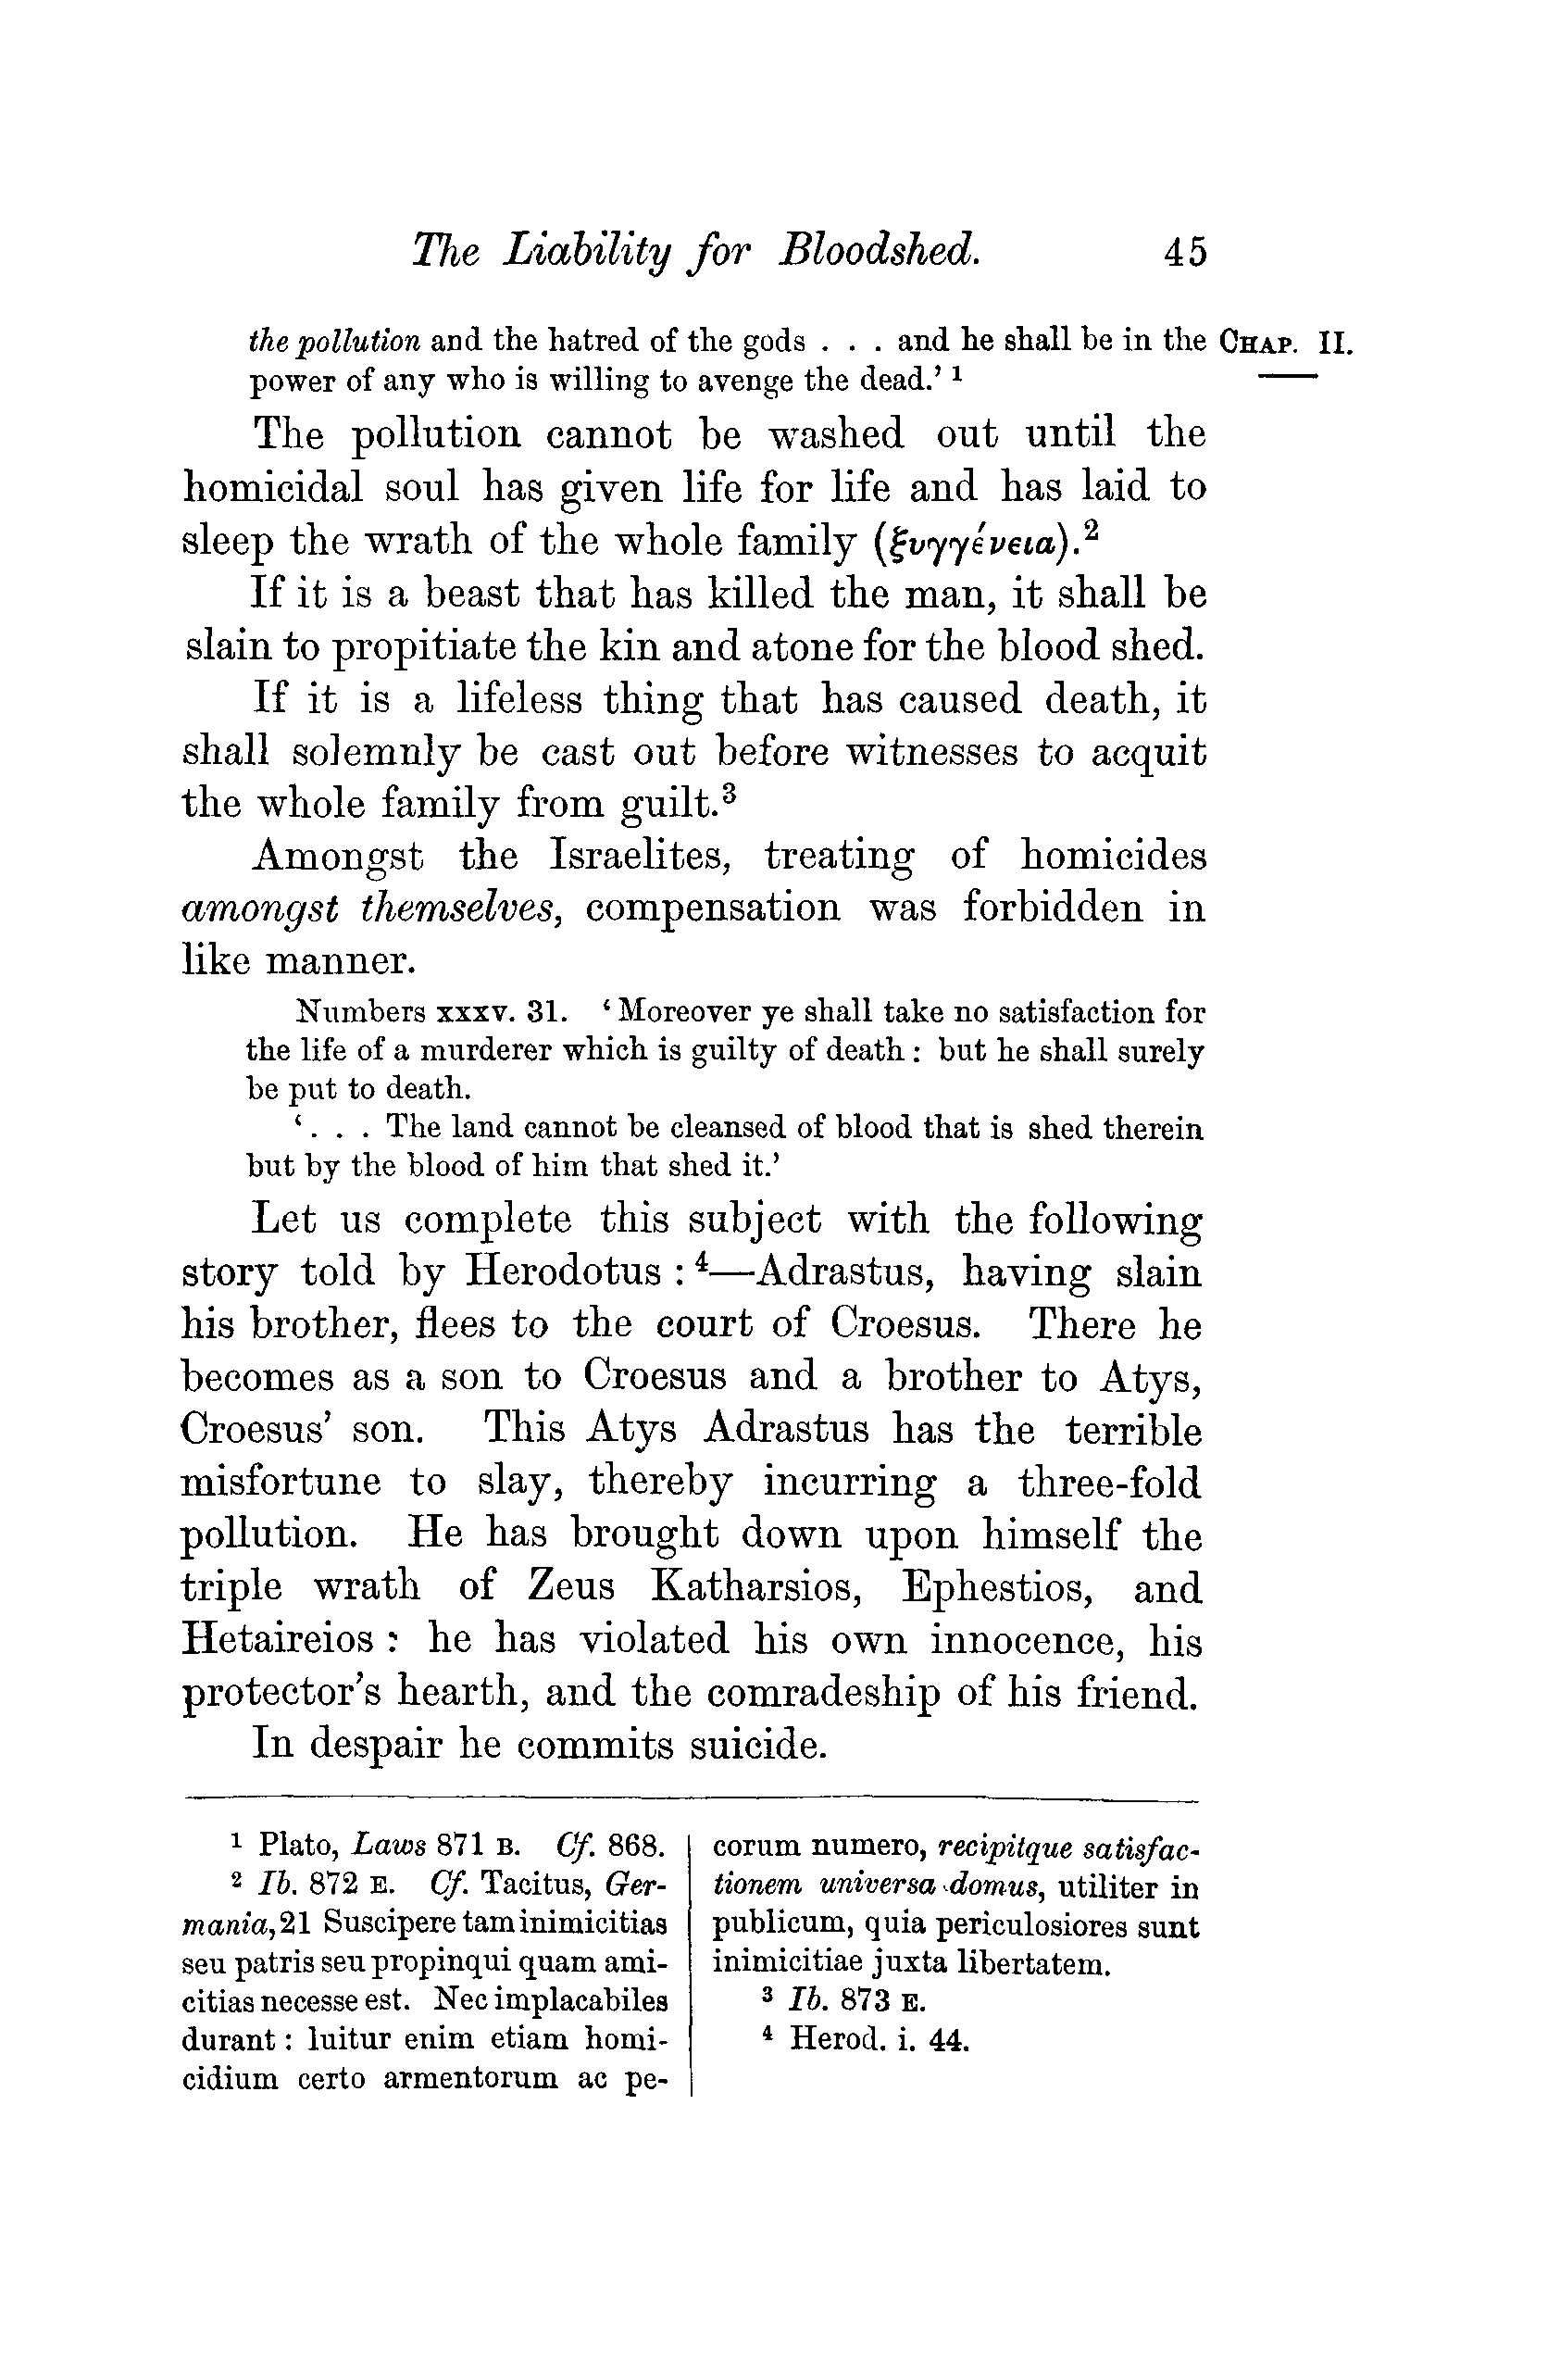 The Liability for Bloodshed. 45
the pollution and the hatred of the gods . . . and he shall be in the CHAP. II.
power of any who is willing to avenge the dead.’ ¹
The pollution cannot be washed out until the
homicidal soul has given life for life and has laid to
sleep the wrath of the whole family (ξυγγένεια).²
If it is a beast that has killed the man, it shall be
slain to propitiate the kin and atone for the blood shed.
If it is a lifeless thing that has caused death, it
shall solemnly be cast out before witnesses to acquit
the whole family from guilt.³
Amongst the Israelites, treating of homicides
amongst themselves, compensation was forbidden in
like manner.
Numbers xxxv. 31. ‘Moreover ye shall take no satisfaction for
the life of a murderer which is guilty of death : but he shall surely
be put to death.
‘. . . The land cannot be cleansed of blood that is shed therein
but by the blood of him that shed it.’
Let us complete this subject with the following
story told by Herodotus : ⁴—Adrastus, having slain
his brother, flees to the court of Croesus. There he
becomes as a son to Croesus and a brother to Atys,
Croesus’ son. This Atys Adrastus has the terrible
misfortune to slay, thereby incurring a three-fold
pollution. He has brought down upon himself the
triple wrath of Zeus Katharsios, Ephestios, and
Hetaireios : he has violated his own innocence, his
protector’s hearth, and the comradeship of his friend.
In despair he commits suicide.
¹ Plato, Laws 871 B. Cf. 868.
² Ib. 872 E. Cf. Tacitus, Ger-
mania, 21 Suscipere tam inimicitias
seu patris seu propinqui quam ami-
citias necesse est. Nec implacabiles
durant : luitur enim etiam homi-
cidium certo armentorum ac pe-
corum numero, recipitque satisfac-
tionem universa domus, utiliter in
publicum, quia periculosiores sunt
inimicitiae juxta libertatem.
³ Ib. 873 E.
⁴ Herod. i. 44.